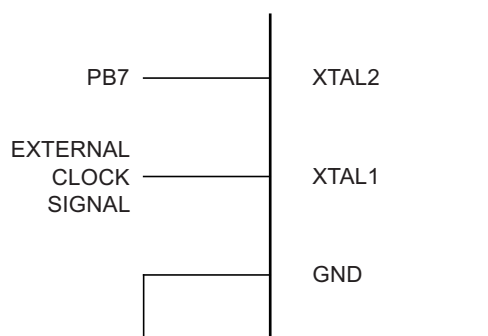 PB7
XTAL2
EXTERNAL
CLOCK
SIGNAL
XTAL1
GND